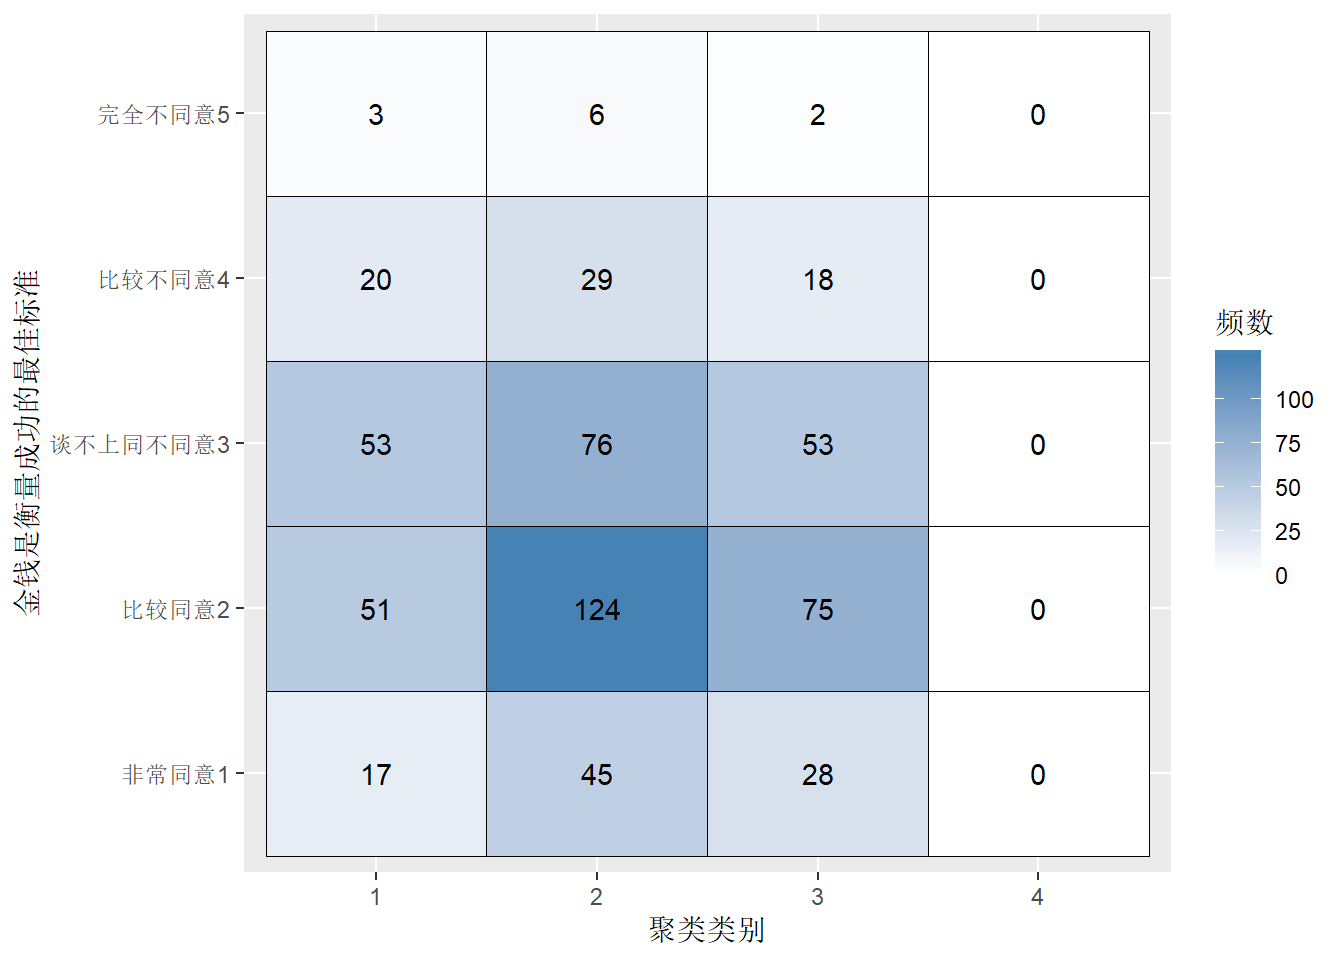 金钱是衡量成功的最佳标准
完全不同意5
3 6 2 0
比较不同意4
20 29 18 0
谈不上同不同意3
53 76 53 0
比较同意2
51 124 75 0
非常同意1
17 45 28 0
1 2 3 4
聚类类别
频数
100
75
50
25
0